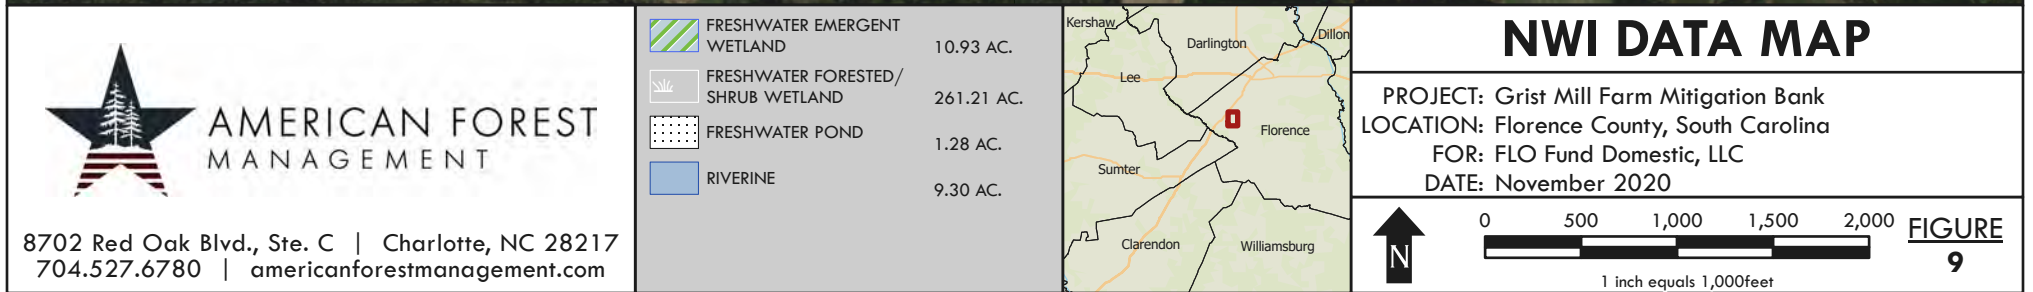 AMERICAN FOREST
MANAGEMENT
8702 Red Oak Blvd., Ste. C | Charlotte, NC 28217
704.527.6780 | americanforestmanagement.com
FRESHWATER EMERGENT
WETLAND 10.93 AC.
FRESHWATER FORESTED/
SHRUB WETLAND 261.21 AC.
FRESHWATER POND 1.28 AC.
RIVERINE 9.30 AC.
Kershaw
Darlington
Dillon
Lee
Florence
Sumter
Clarendon
Williamsburg
NWI DATA MAP
PROJECT: Grist Mill Farm Mitigation Bank
LOCATION: Florence County, South Carolina
FOR: FLO Fund Domestic, LLC
DATE: November 2020
N
0 500 1,000 1,500 2,000
1 inch equals 1,000feet
FIGURE
9